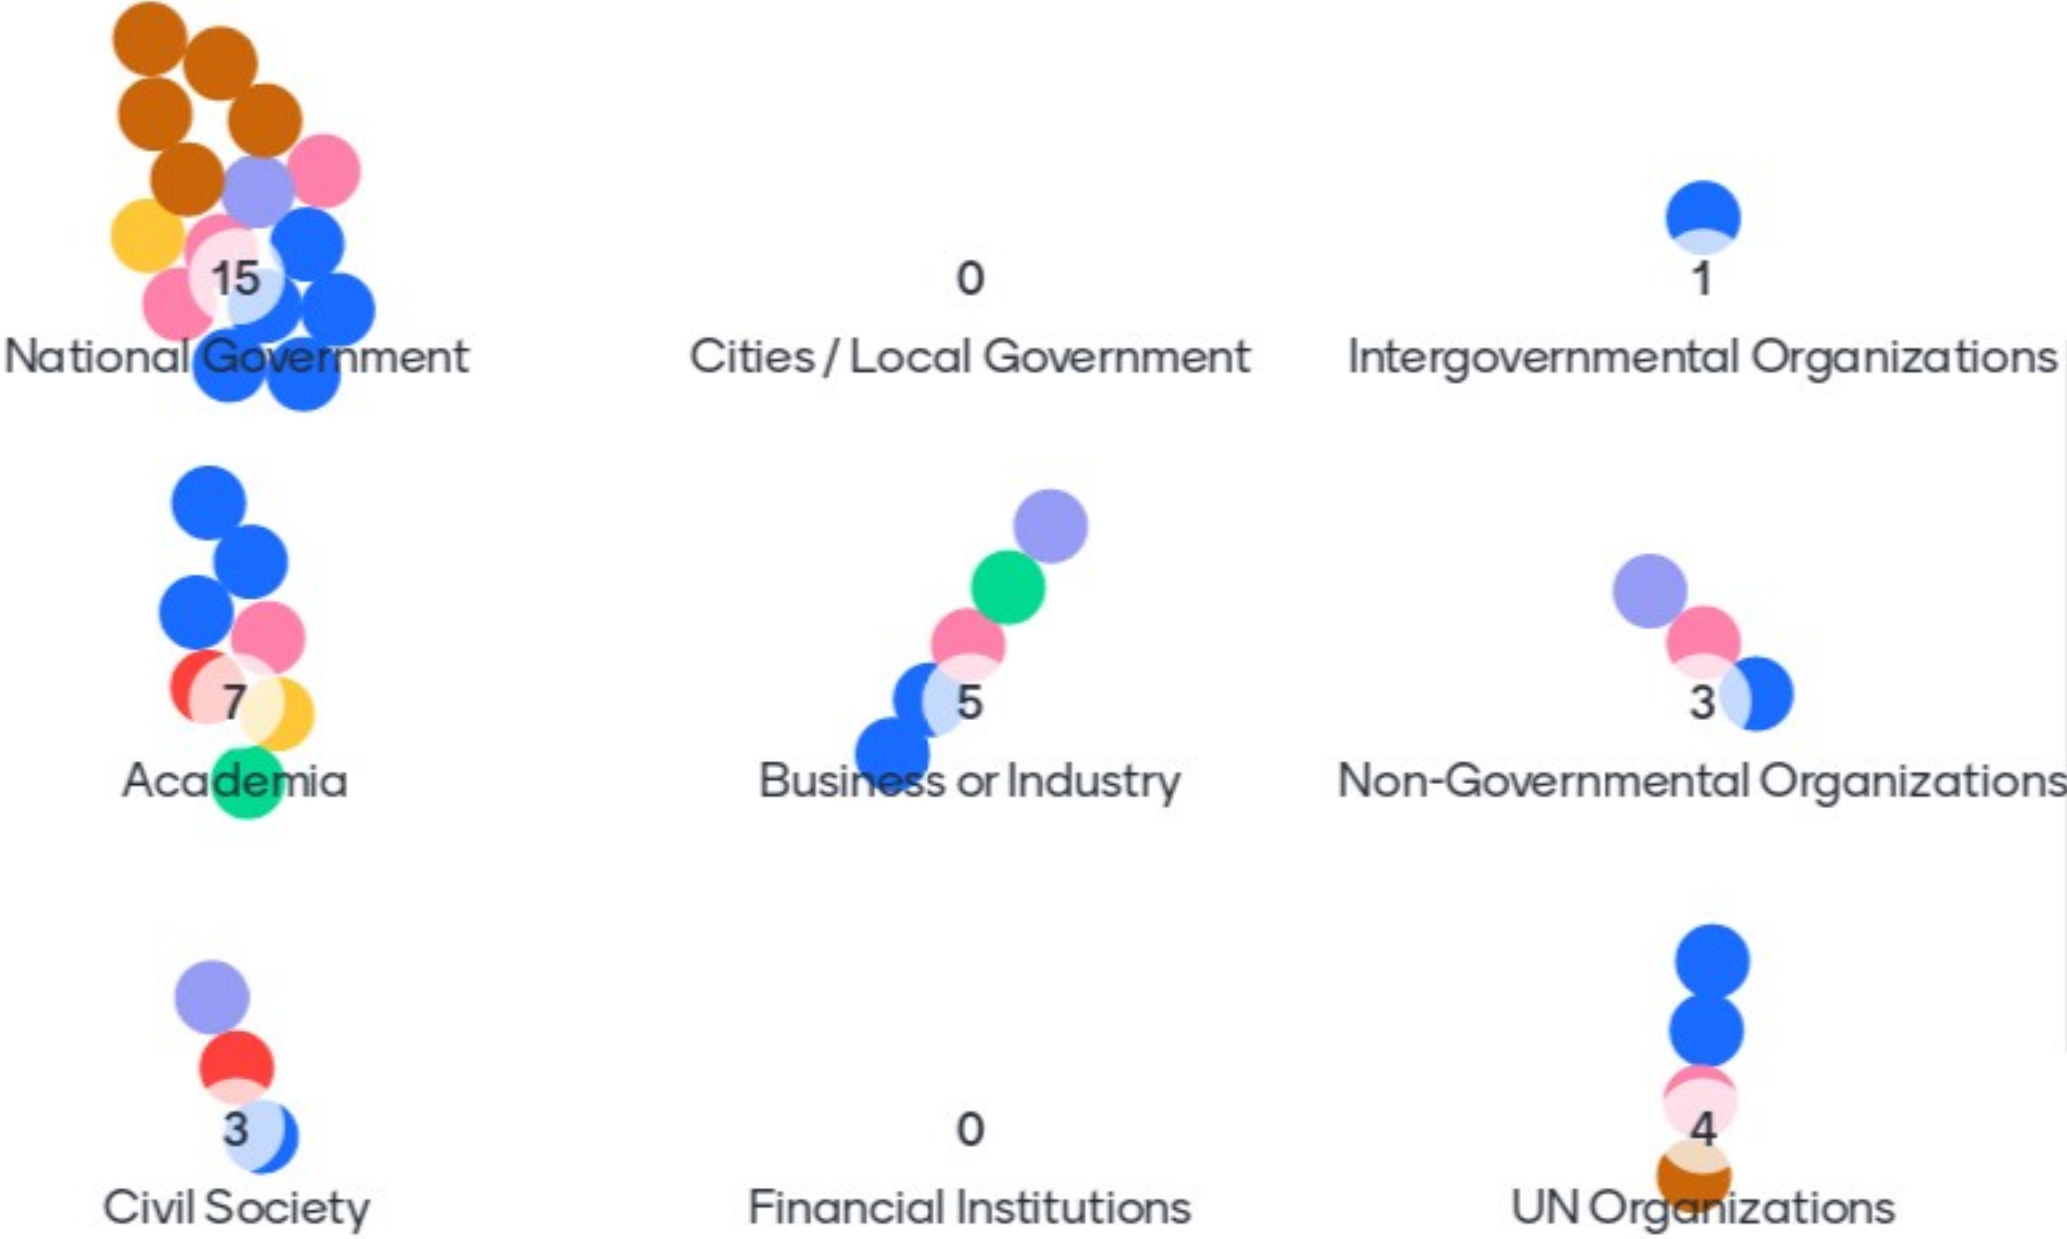 15
0
1
National Government
Cities / Local Government
Intergovernmental Organizations
7
5
3
Academia
Business or Industry
Non-Governmental Organizations
3
0
4
Civil Society
Financial Institutions
UN Organizations